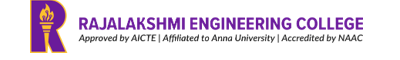 R
RAJALAKSHMI ENGINEERING COLLEGE
Approved by AICTE | Affiliated to Anna University | Accredited by NAAC